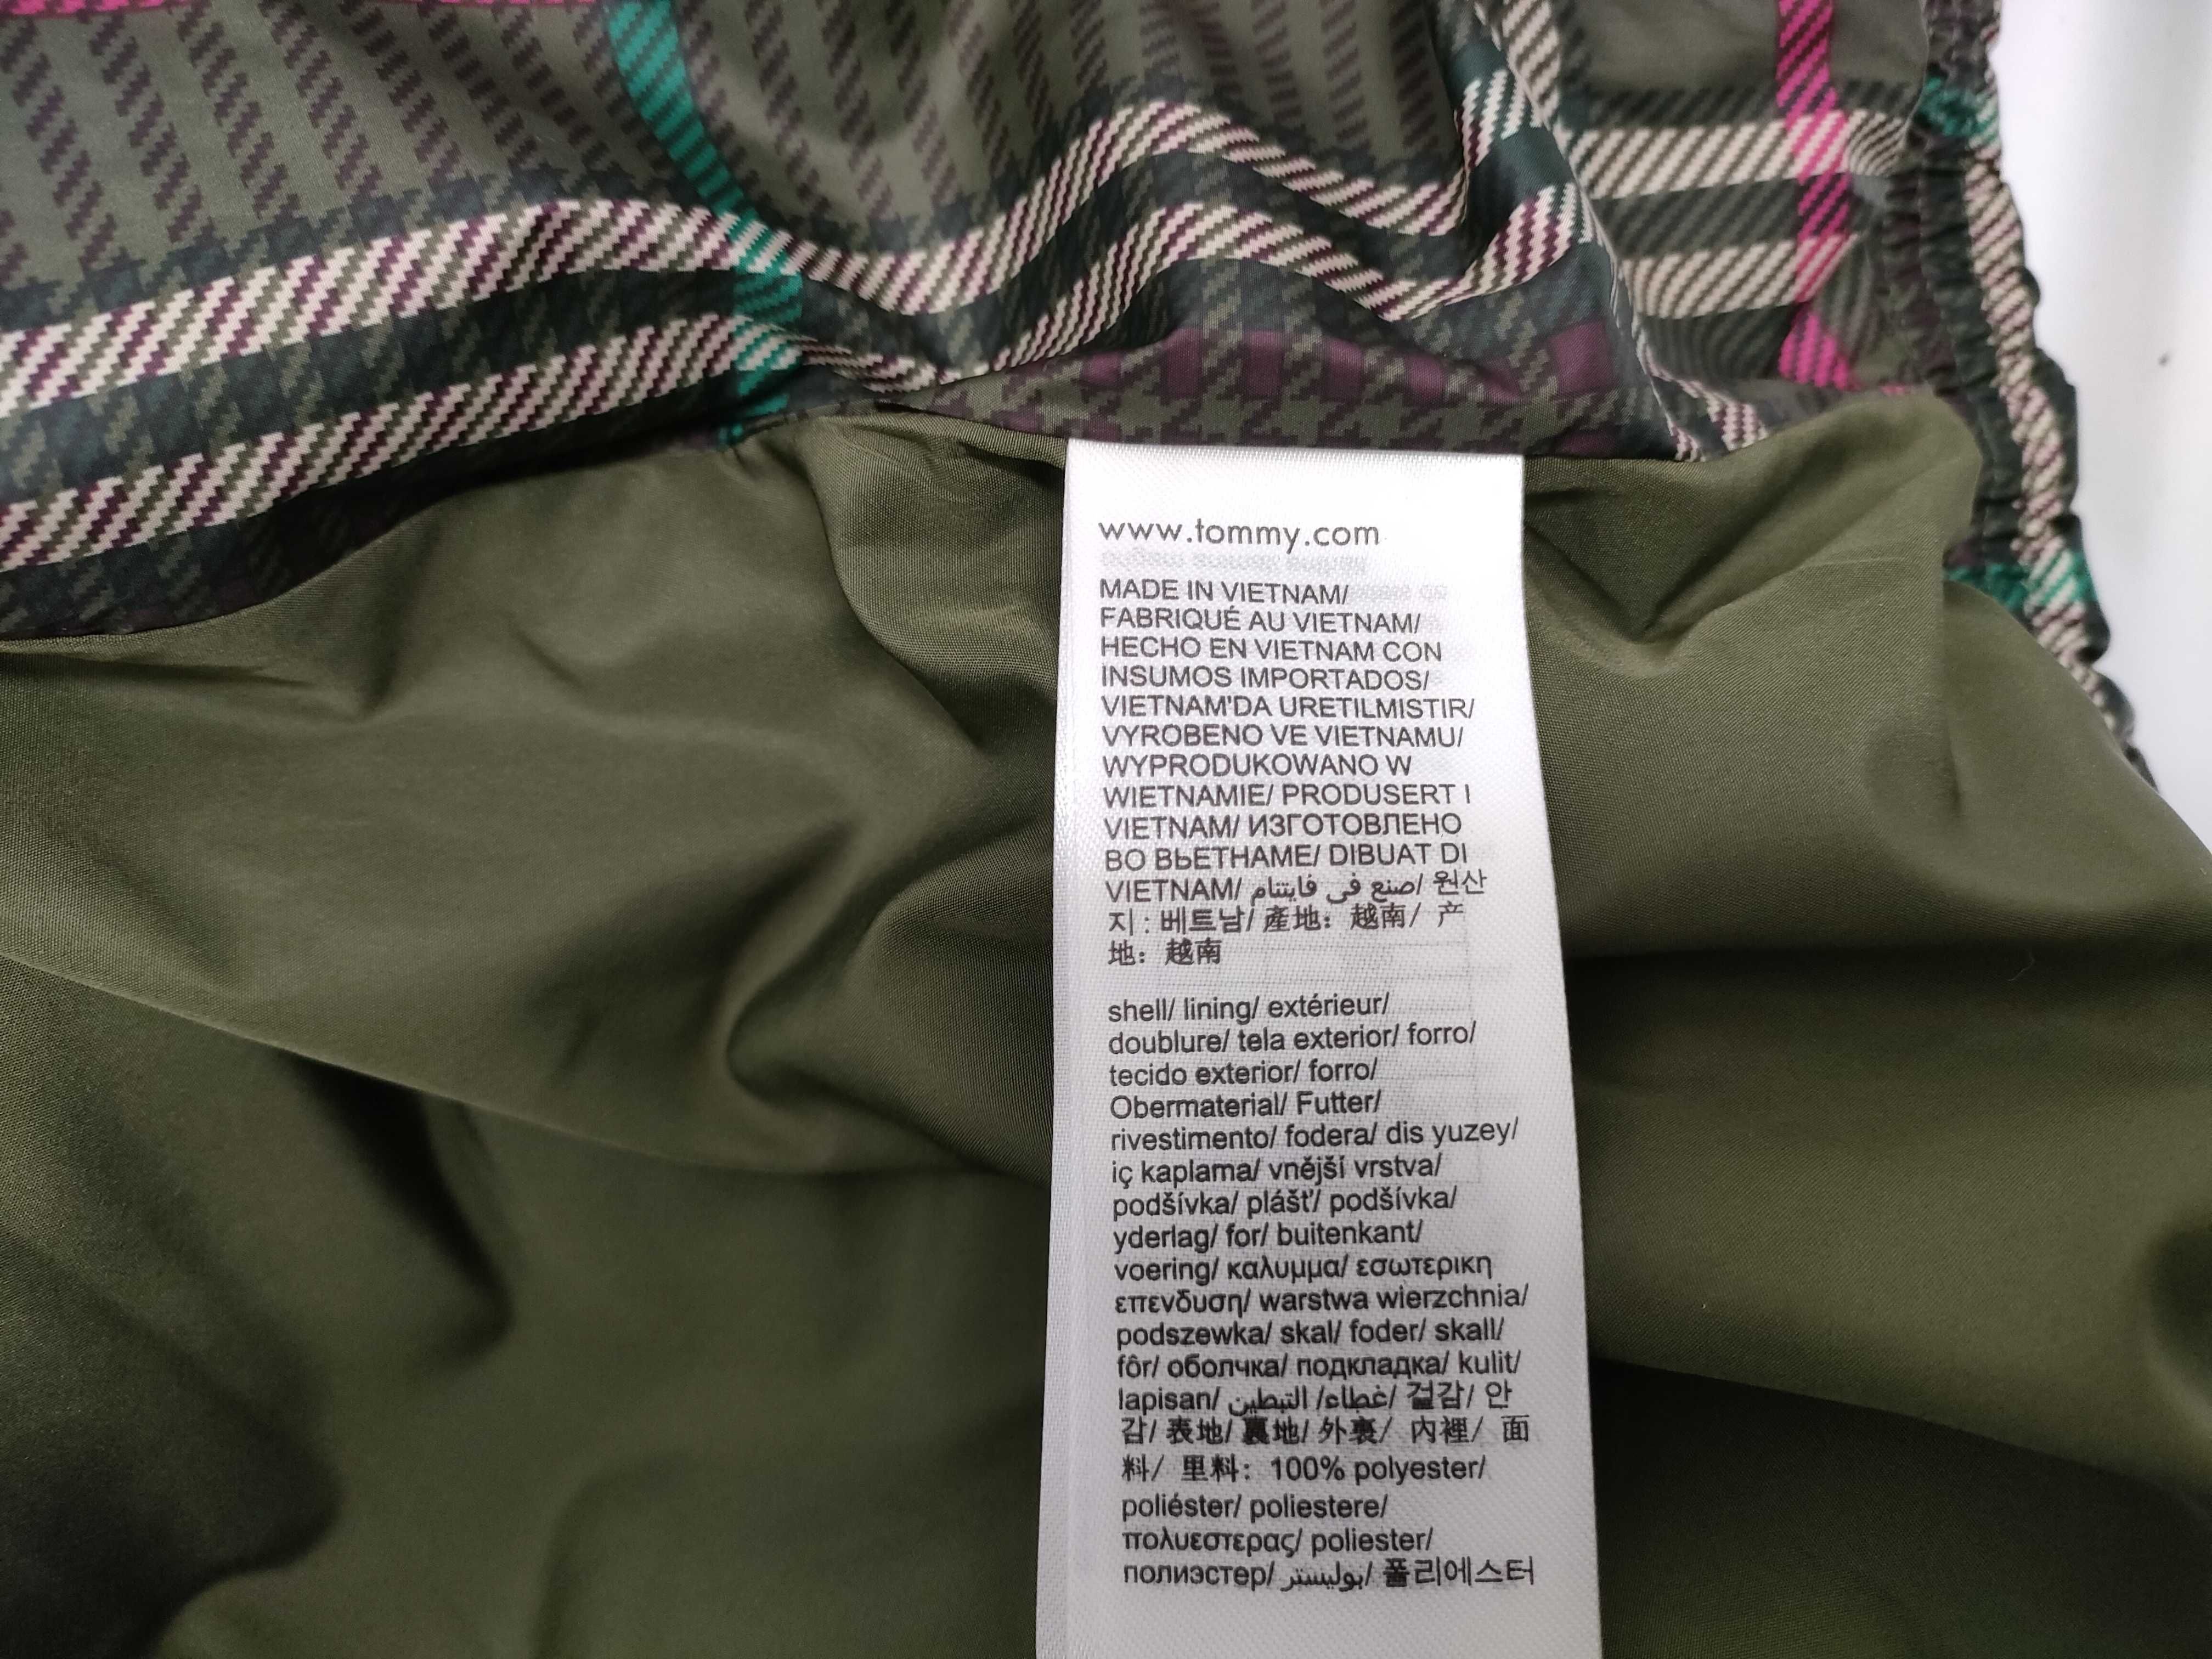 www.tommy.com
MADE IN VIETNAM/
FABRIQUÉ AU VIETNAM/
HECHO EN VIETNAM CON
INSUMOS IMPORTADOS/
VIETNAM'DA URETILMISTIR/
VYROBENO VE VIETNAMU/
WYPRODUKOWANO W
WIETNAMIE/ PRODUSERT I
VIETNAM/ ИЗГОТОВЛЕНО
ВО ВЬЕТНАМЕ/ DIBUAT DI
VIETNAM/ صنع في فايتنام/ 원산
지 : 베트남/ 產地：越南/ 产
地：越南
shell/ lining/ extérieur/
doublure/ tela exterior/ forro/
tecido exterior/ forro/
Obermaterial/ Futter/
rivestimento/ fodera/ dis yuzey/
iç kaplama/ vnější vrstva/
podšívka/ plášť/ podšívka/
yderlag/ for/ buitenkant/
voering/ καλυμμα/ εσωτερικη
επενδυση/ warstwa wierzchnia/
podszewka/ skal/ foder/ skall/
fôr/ оболчка/ подкладка/ kulit/
lapisan/ غطاء/ التبطين/ 겉감/ 안
감/ 表地/ 裏地/ 外裏/ 內裡/ 面
料/ 里料：100% polyester/
poliéster/ poliestere/
πολυεστερας/ poliester/
полиэстер/ بوليستر/ 폴리에스터